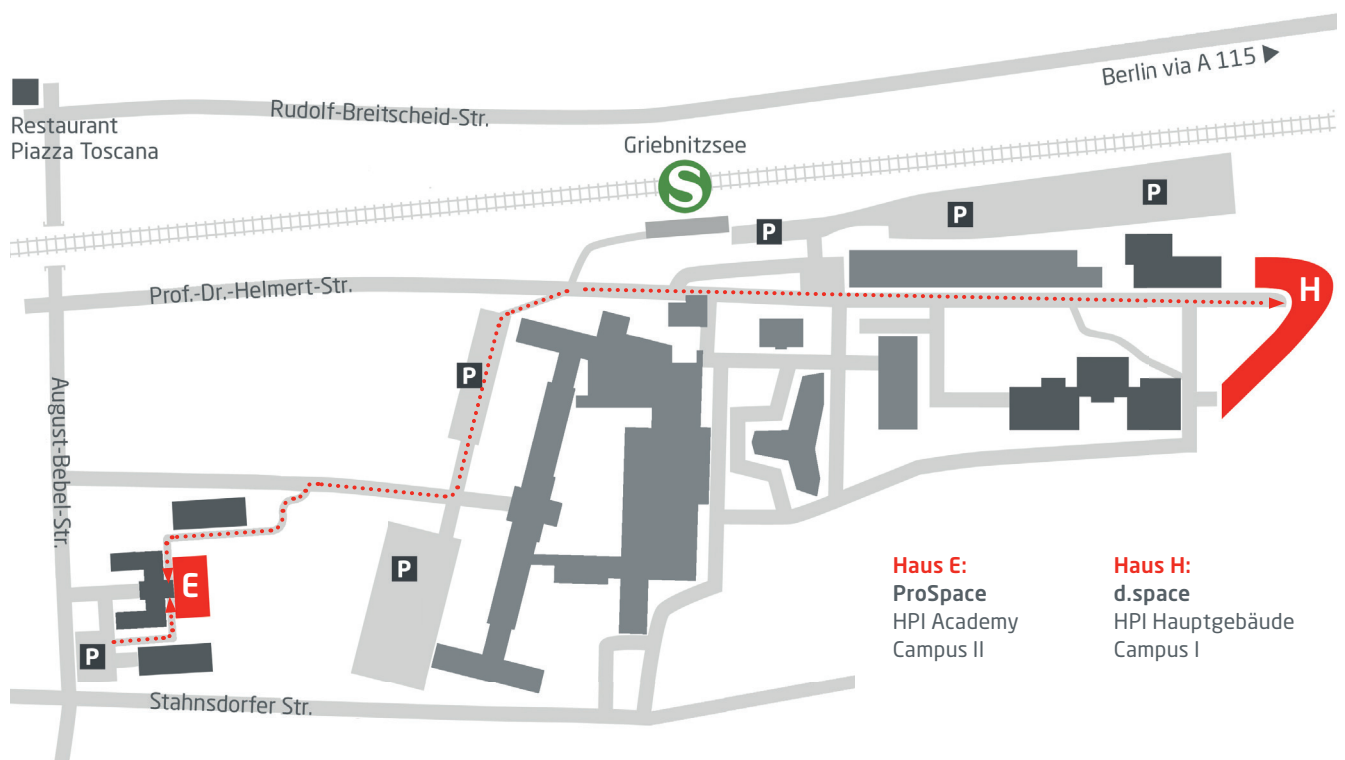 Berlin via A 115
Rudolf-Breitscheid-Str.
Restaurant
Piazza Toscana
Griebnitzsee
S
P
P
P
Prof.-Dr.-Helmert-Str.
H
P
August-Bebel-Str.
P
E
P
Haus E:
ProSpace
HPI Academy
Campus II
Haus H:
d.space
HPI Hauptgebäude
Campus I
Stahnsdorfer Str.